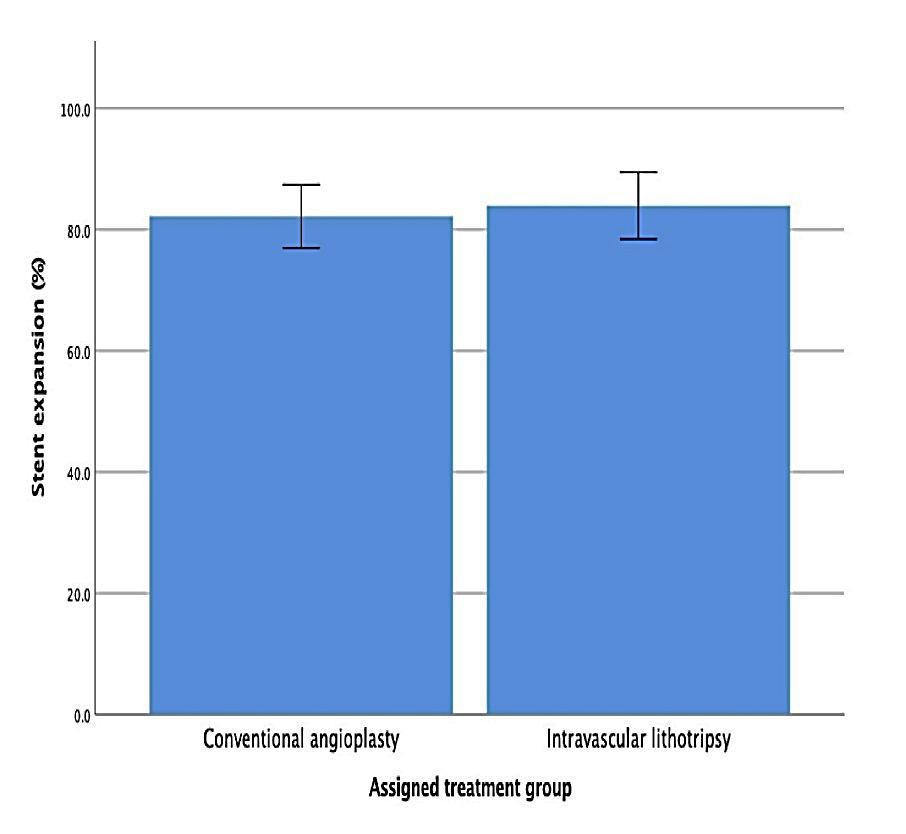 100.0
80.0
60.0
40.0
20.0
0.0
Stent expansion (%)
Conventional angioplasty
Intravascular lithotripsy
Assigned treatment group